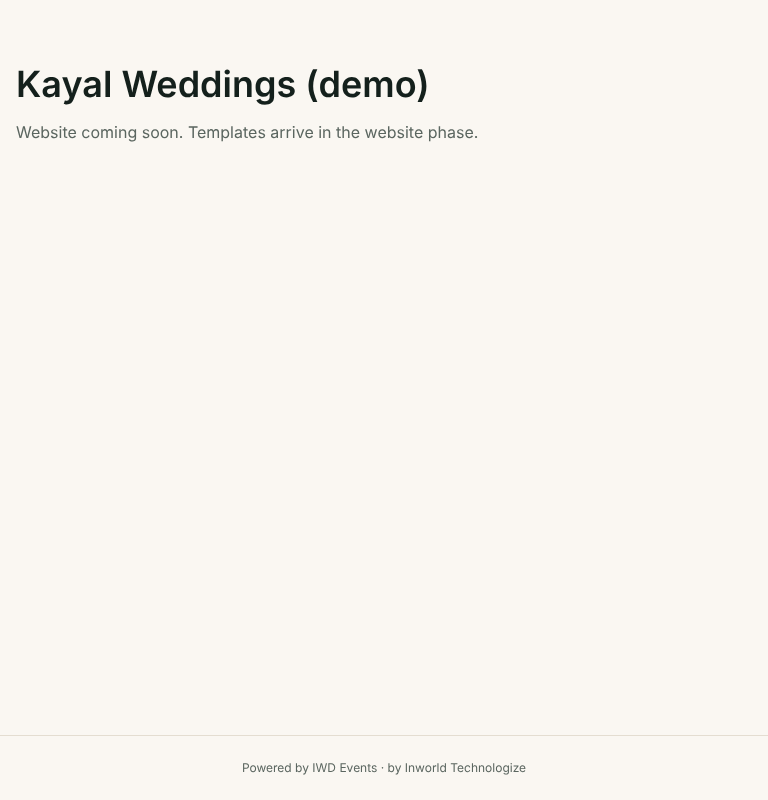 Kayal Weddings (demo)
Website coming soon. Templates arrive in the website phase.
Powered by IWD Events · by Inworld Technologize